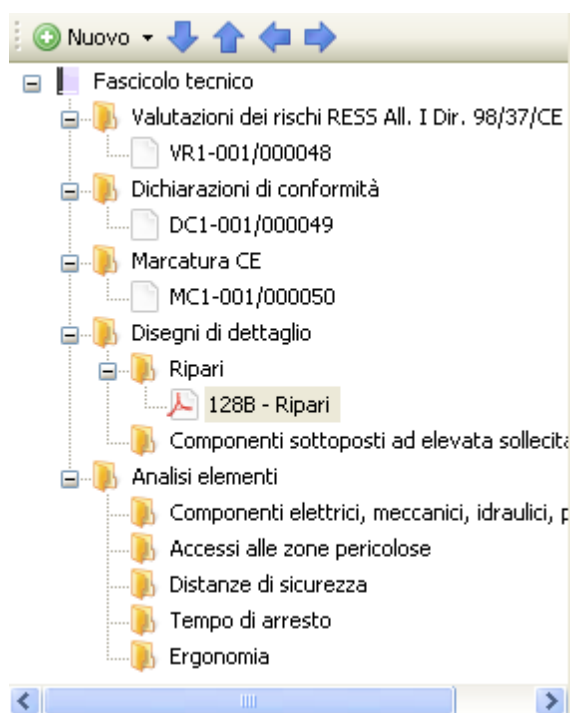 Nuovo
Fascicolo tecnico
Valutazioni dei rischi RESS All. I Dir. 98/37/CE
VR1-001/000048
Dichiarazioni di conformità
DC1-001/000049
Marcatura CE
MC1-001/000050
Disegni di dettaglio
Ripari
128B - Ripari
Componenti sottoposti ad elevata sollecita
Analisi elementi
Componenti elettrici, meccanici, idraulici, p
Accessi alle zone pericolose
Distanze di sicurezza
Tempo di arresto
Ergonomia